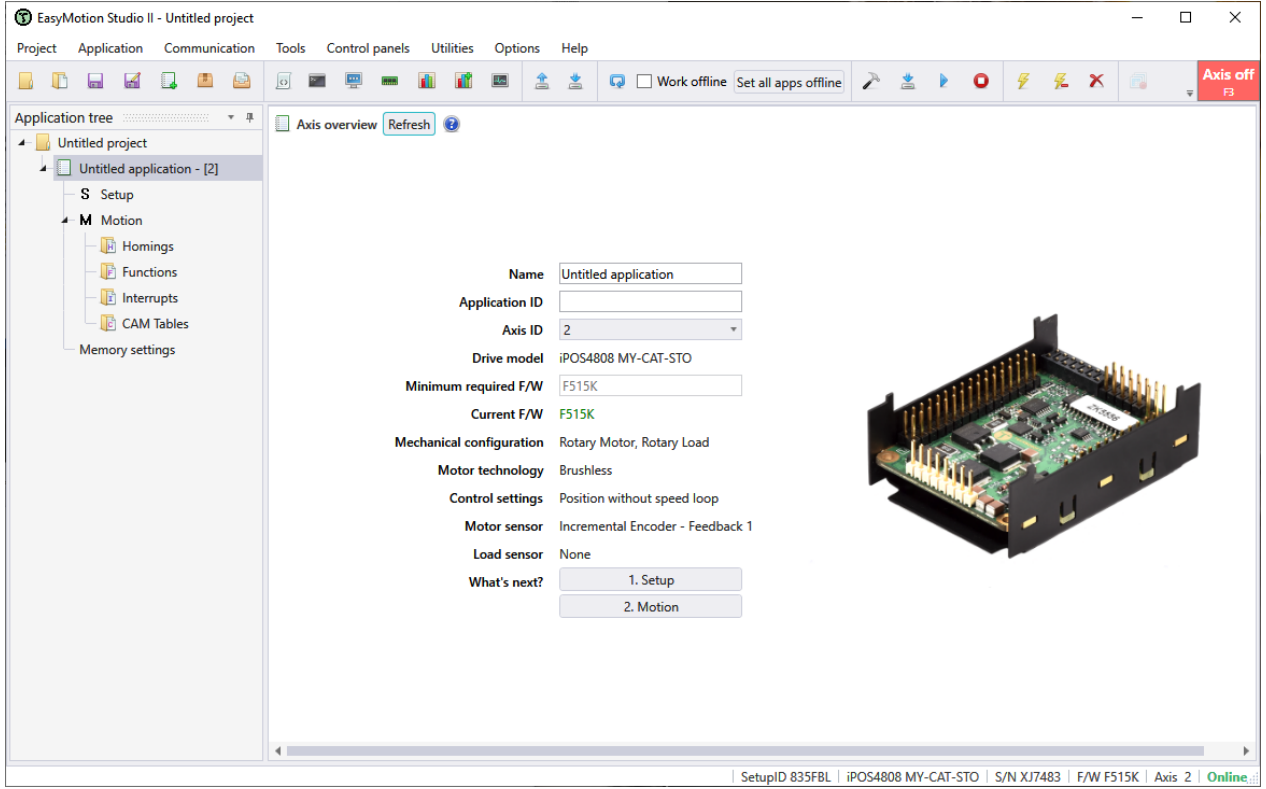 EasyMotion Studio II - Untitled project
Project Application Communication Tools Control panels Utilities Options Help
Work offline Set all apps offline Axis off
F3
Application tree
Untitled project
Untitled application - [2]
S Setup
M Motion
Homings
Functions
Interrupts
CAM Tables
Memory settings
Axis overview Refresh
Name Untitled application
Application ID
Axis ID 2
Drive model iPOS4808 MY-CAT-STO
Minimum required F/W F515K
Current F/W F515K
Mechanical configuration Rotary Motor, Rotary Load
Motor technology Brushless
Control settings Position without speed loop
Motor sensor Incremental Encoder - Feedback 1
Load sensor None
What's next? 1. Setup
2. Motion
SetupID 835FBL iPOS4808 MY-CAT-STO S/N XJ7483 F/W F515K Axis 2 Online